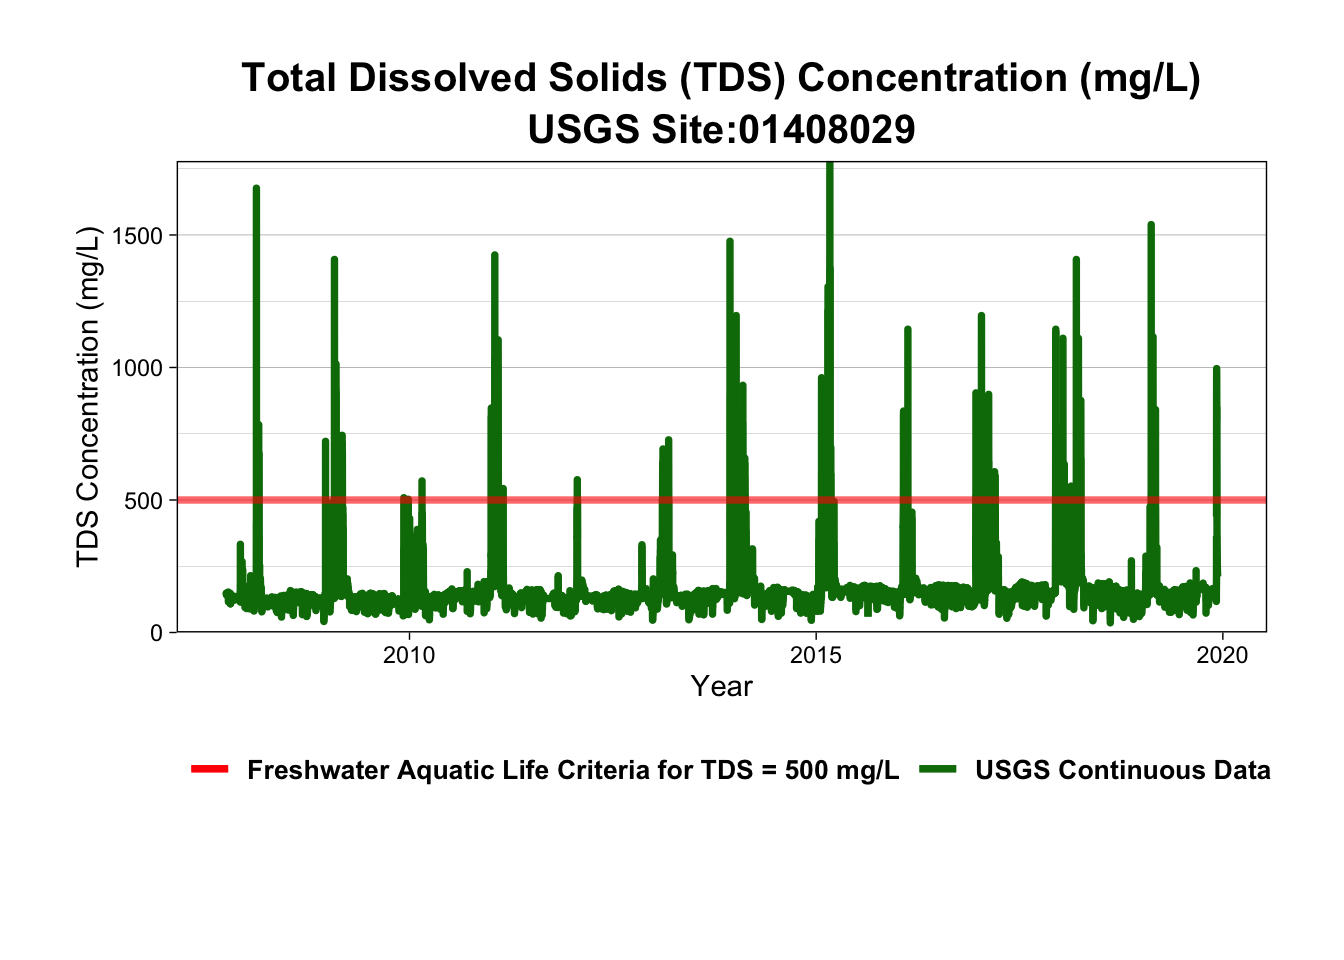 Total Dissolved Solids (TDS) Concentration (mg/L)
USGS Site:01408029
TDS Concentration (mg/L)
1500
1000
500
0
2010
2015
2020
Year
Freshwater Aquatic Life Criteria for TDS = 500 mg/L
USGS Continuous Data